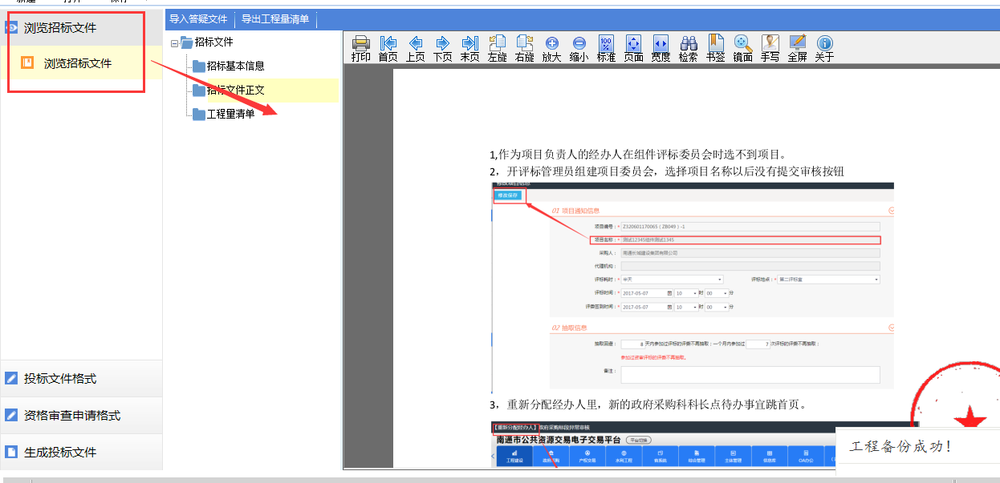 新建 打开 保存
浏览招标文件
浏览招标文件
投标文件格式
资格审查申请格式
生成投标文件
导入答疑文件 导出工程量清单
招标文件
招标基本信息
招标文件正文
工程量清单
打印 首页 上页 下页 末页 左旋 右旋 放大 缩小 标准 页面 宽度 检索 书签 镜面 手写 全屏 关于
1,作为项目负责人的经办人在组件评标委员会时选不到项目。
2，开评标管理员组建项目委员会，选择项目名称以后没有提交审核按钮
修改项目信息
修改保存
01 项目通知信息
项目编号：* Z320601170065（ZB049）-1
项目名称：* 测试12345组件测试1345
采购人： 南通长城建设集团有限公司
代理机构：
评标耗时：* 半天 评标地点：* 第二评标室
评标时间：* 2017-05-07 10 时 00 分
评委签到时间：* 2017-05-07 10 时 00 分
02 抽取信息
抽取回避： 8 天内参加过评标的评委不再抽取；一个月内参加过 7 次评标的评委不再抽取；
参加过资审评标的评委不再抽取。
备注：
3，重新分配经办人里，新的政府采购科科长点待办事宜跳首页。
【重新分配经办人】政府采购标段异常审核
南通市公共资源交易电子交易平台 平台切换
工程建设 政府采购 产权交易 水利工程 省系统 综合管理 主体管理 信息库 OA办公
工程备份成功！